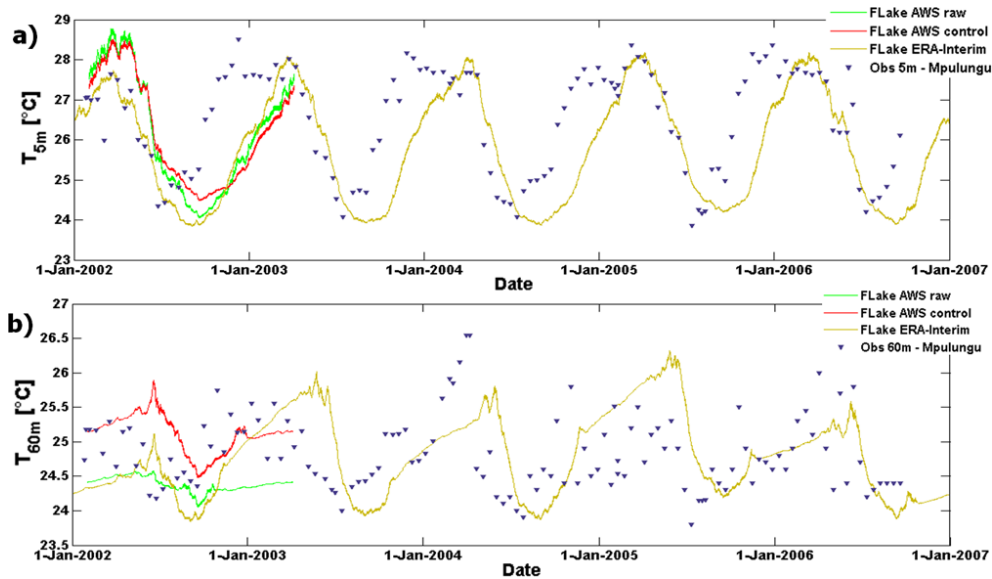 a)
29
28
27
26
25
24
23
T5m [°C]
FLake AWS raw
FLake AWS control
FLake ERA-Interim
Obs 5m - Mpulungu
1-Jan-2002 1-Jan-2003 1-Jan-2004 1-Jan-2005 1-Jan-2006 1-Jan-2007
Date
b)
27
26.5
26
25.5
25
24.5
24
23.5
T60m [°C]
FLake AWS raw
FLake AWS control
FLake ERA-Interim
Obs 60m - Mpulungu
1-Jan-2002 1-Jan-2003 1-Jan-2004 1-Jan-2005 1-Jan-2006 1-Jan-2007
Date